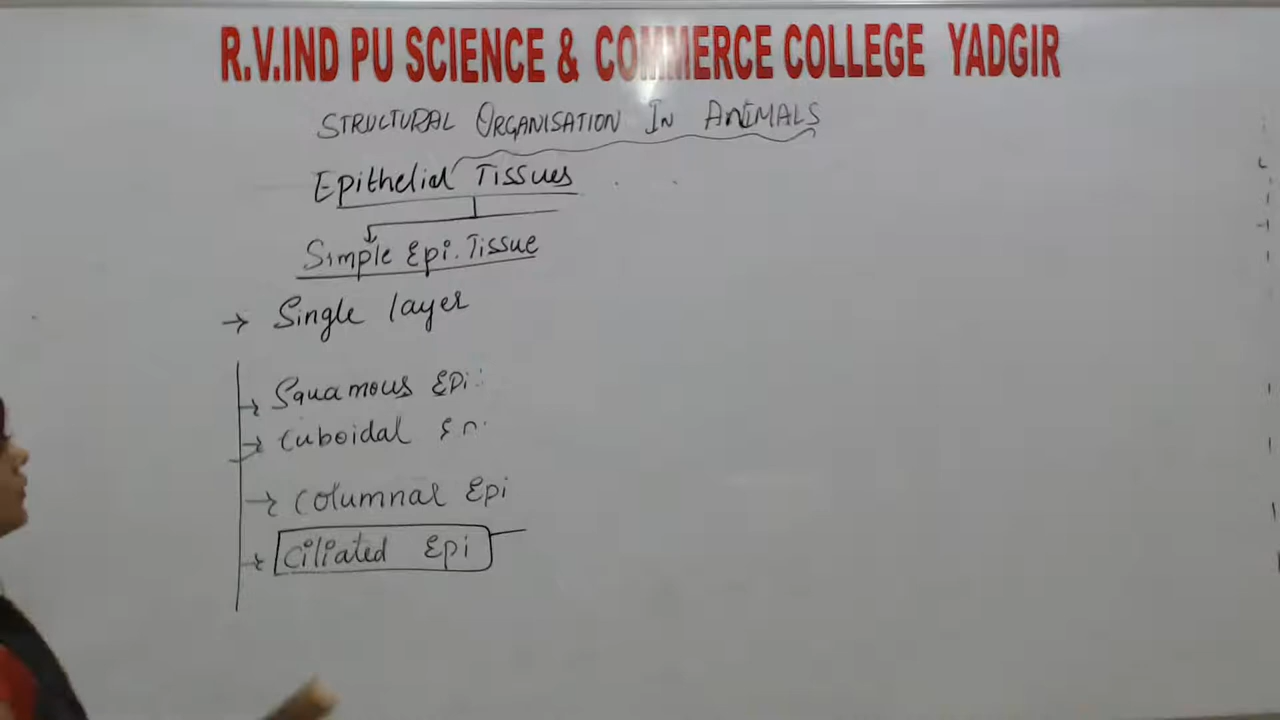 R.V.IND PU SCIENCE & COMMERCE COLLEGE YADGIR
STRUCTURAL ORGANISATION IN ANIMALS
Epithelial Tissues
Simple Epi. Tissue
→ Single layer
→ Squamous Epi.
→ Cuboidal
→ Columnar Epi
→ Ciliated Epi